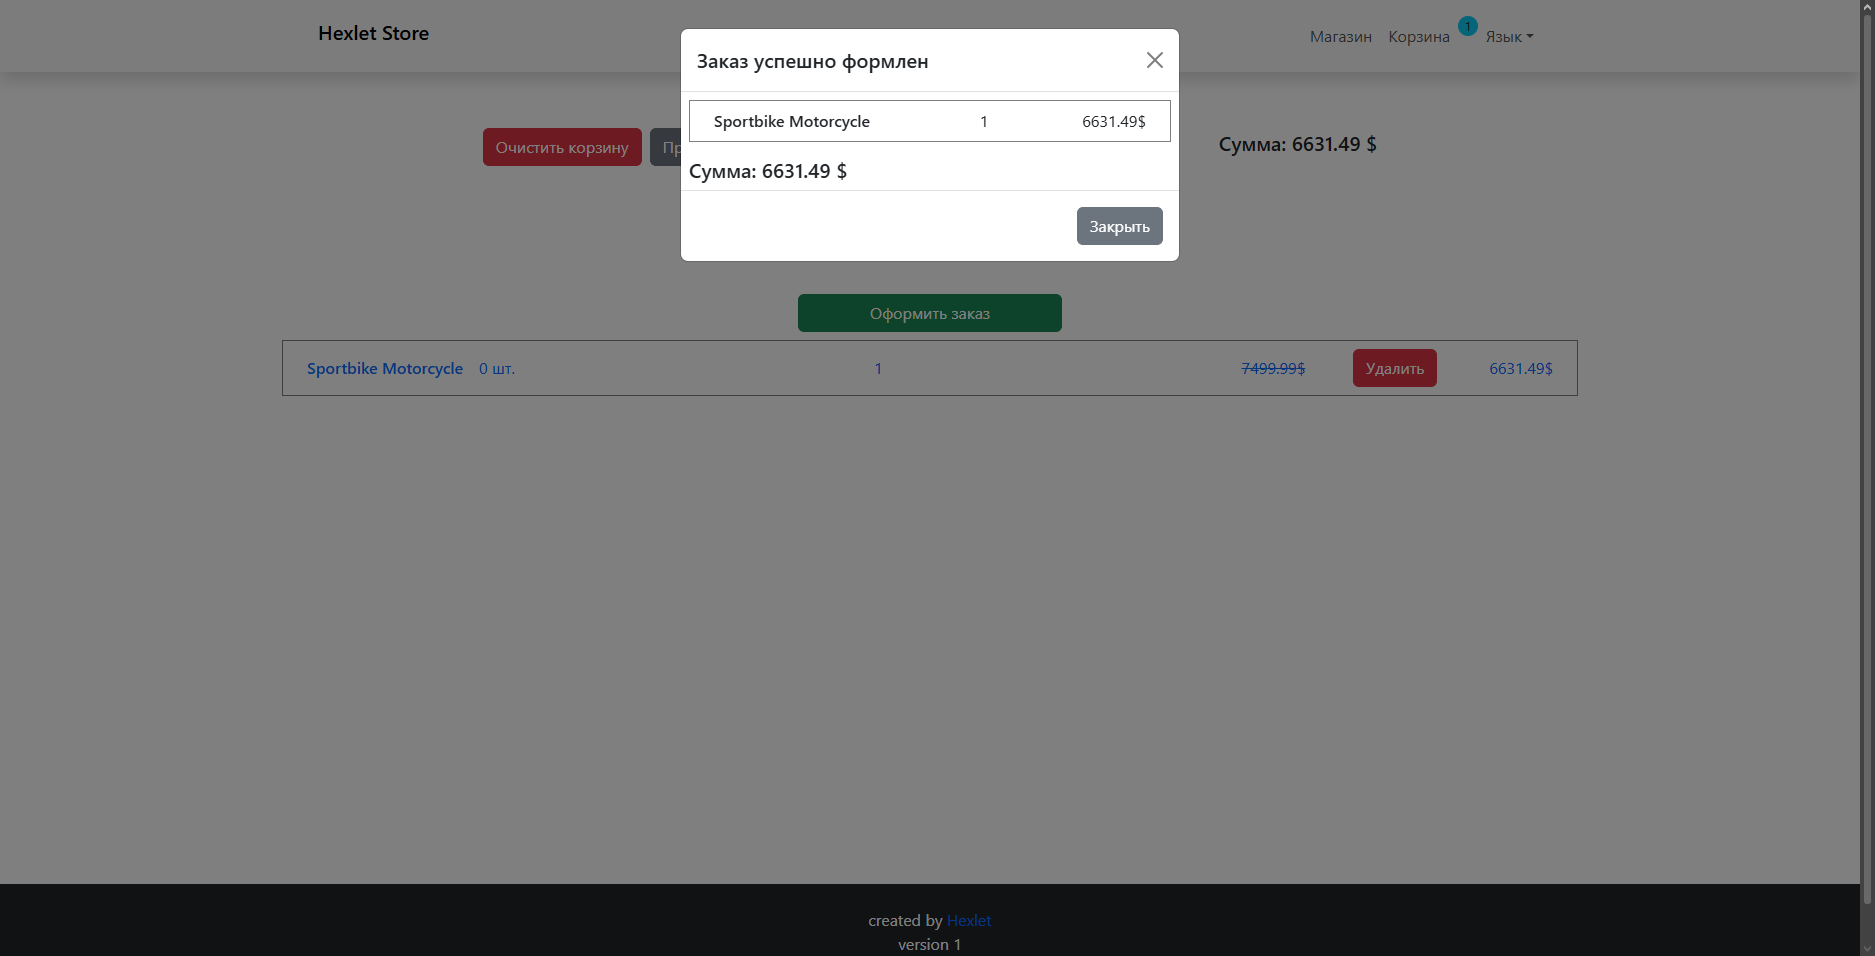 Hexlet Store
Магазин Корзина 1 Язык
Заказ успешно формлен
Sportbike Motorcycle 1 6631.49$
Сумма: 6631.49 $
Закрыть
Очистить корзину Пр
Сумма: 6631.49 $
Оформить заказ
Sportbike Motorcycle 0 шт. 1 7499.99$ Удалить 6631.49$
created by Hexlet
version 1